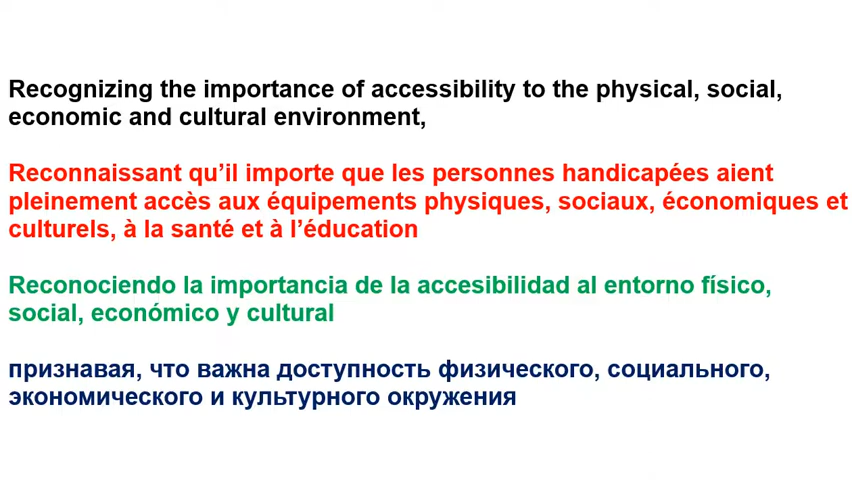 Recognizing the importance of accessibility to the physical, social,
economic and cultural environment,
Reconnaissant qu’il importe que les personnes handicapées aient
pleinement accès aux équipements physiques, sociaux, économiques et
culturels, à la santé et à l’éducation
Reconociendo la importancia de la accesibilidad al entorno físico,
social, económico y cultural
признавая, что важна доступность физического, социального,
экономического и культурного окружения